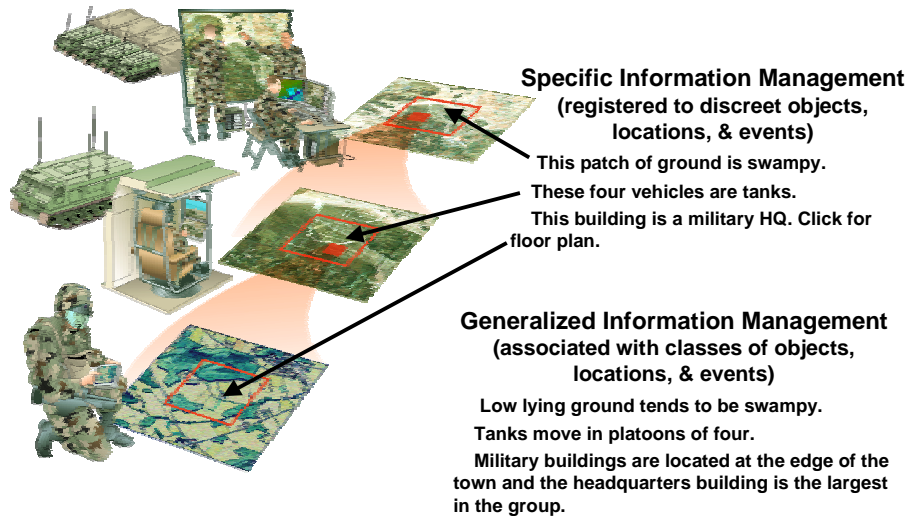 Specific Information Management
(registered to discreet objects,
locations, & events)
This patch of ground is swampy.
These four vehicles are tanks.
This building is a military HQ. Click for
floor plan.
Generalized Information Management
(associated with classes of objects,
locations, & events)
Low lying ground tends to be swampy.
Tanks move in platoons of four.
Military buildings are located at the edge of the
town and the headquarters building is the largest
in the group.